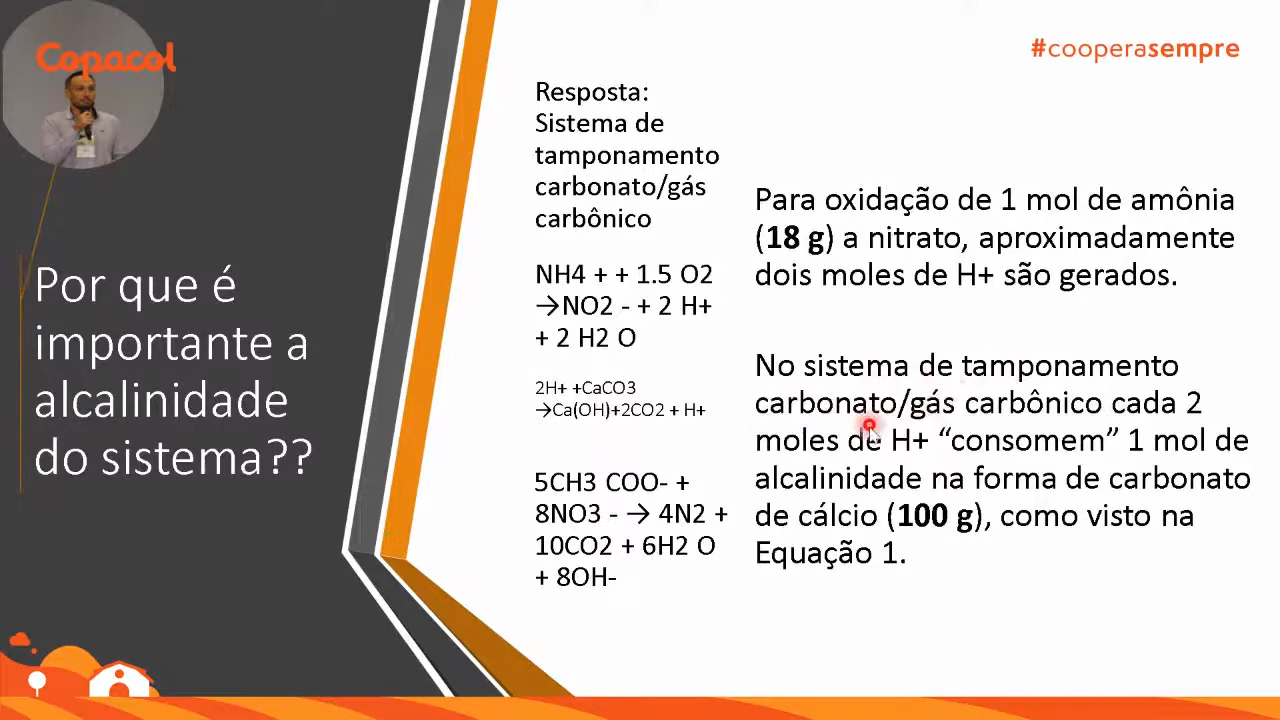 Copacol
#cooperasempre
Por que é
importante a
alcalinidade
do sistema??
Resposta:
Sistema de
tamponamento
carbonato/gás
carbônico
NH4 + + 1.5 O2
→NO2 - + 2 H+
+ 2 H2 O
2H+ +CaCO3
→Ca(OH)+2CO2 + H+
5CH3 COO- +
8NO3 - → 4N2 +
10CO2 + 6H2 O
+ 8OH-
Para oxidação de 1 mol de amônia
(18 g) a nitrato, aproximadamente
dois moles de H+ são gerados.
No sistema de tamponamento
carbonato/gás carbônico cada 2
moles de H+ “consomem” 1 mol de
alcalinidade na forma de carbonato
de cálcio (100 g), como visto na
Equação 1.